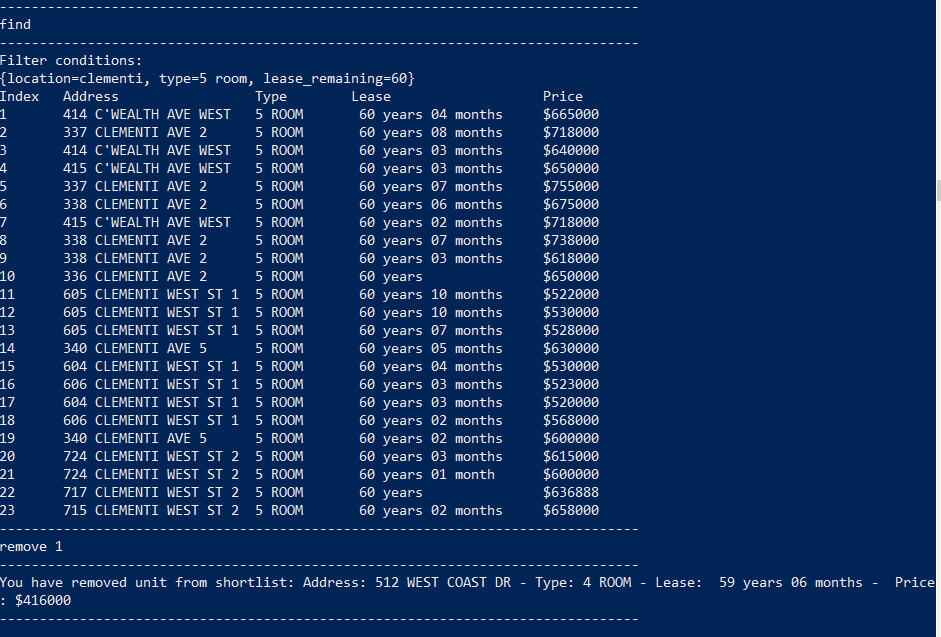 --------------------------------------------------------------------------------
find
--------------------------------------------------------------------------------
Filter conditions:
{location=clementi, type=5 room, lease_remaining=60}
Index   Address                 Type        Lease                   Price
1       414 C'WEALTH AVE WEST   5 ROOM       60 years 04 months     $665000
2       337 CLEMENTI AVE 2      5 ROOM       60 years 08 months     $718000
3       414 C'WEALTH AVE WEST   5 ROOM       60 years 03 months     $640000
4       415 C'WEALTH AVE WEST   5 ROOM       60 years 03 months     $650000
5       337 CLEMENTI AVE 2      5 ROOM       60 years 07 months     $755000
6       338 CLEMENTI AVE 2      5 ROOM       60 years 06 months     $675000
7       415 C'WEALTH AVE WEST   5 ROOM       60 years 02 months     $718000
8       338 CLEMENTI AVE 2      5 ROOM       60 years 07 months     $738000
9       338 CLEMENTI AVE 2      5 ROOM       60 years 03 months     $618000
10      336 CLEMENTI AVE 2      5 ROOM       60 years               $650000
11      605 CLEMENTI WEST ST 1  5 ROOM       60 years 10 months     $522000
12      605 CLEMENTI WEST ST 1  5 ROOM       60 years 10 months     $530000
13      605 CLEMENTI WEST ST 1  5 ROOM       60 years 07 months     $528000
14      340 CLEMENTI AVE 5      5 ROOM       60 years 05 months     $630000
15      604 CLEMENTI WEST ST 1  5 ROOM       60 years 04 months     $530000
16      606 CLEMENTI WEST ST 1  5 ROOM       60 years 03 months     $523000
17      604 CLEMENTI WEST ST 1  5 ROOM       60 years 03 months     $520000
18      606 CLEMENTI WEST ST 1  5 ROOM       60 years 02 months     $568000
19      340 CLEMENTI AVE 5      5 ROOM       60 years 02 months     $600000
20      724 CLEMENTI WEST ST 2  5 ROOM       60 years 03 months     $615000
21      724 CLEMENTI WEST ST 2  5 ROOM       60 years 01 month      $600000
22      717 CLEMENTI WEST ST 2  5 ROOM       60 years               $636888
23      715 CLEMENTI WEST ST 2  5 ROOM       60 years 02 months     $658000
--------------------------------------------------------------------------------
remove 1
--------------------------------------------------------------------------------
You have removed unit from shortlist: Address: 512 WEST COAST DR - Type: 4 ROOM - Lease:  59 years 06 months -  Price
: $416000
--------------------------------------------------------------------------------